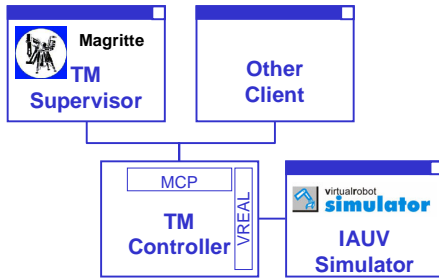 Magritte
TM
Supervisor
Other
Client
MCP
VREAL
TM
Controller
virtualrobot
simulator
IAUV
Simulator